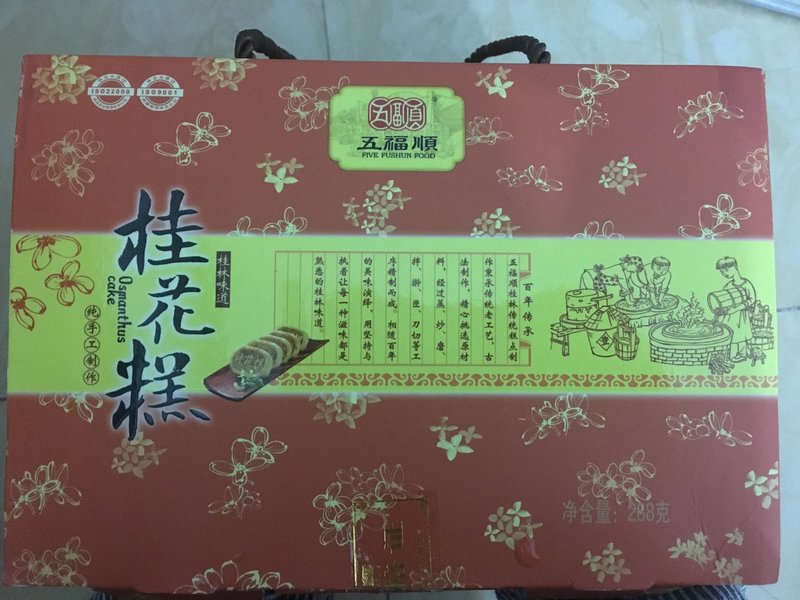 ISO22000
ISO9001
五福順
五福順
FIVE FUSHUN FOOD
桂花糕
Osmanthus
cake
纯手工制作
桂林味道
百年传承
五福顺桂林传统糕点制
作秉承传统老工艺，古
法制作，精心挑选原材
料，经过蒸、炒、磨、
拌、擀、压、刀切等工
序精制而成。相随百年
的美味演绎，用坚持与
执着让每一种滋味都是
熟悉的桂林味道。
净含量：288克